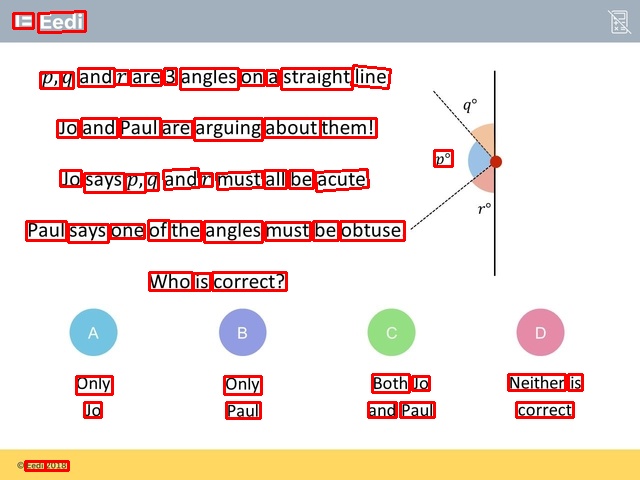 Eedi
p, q and r are 3 angles on a straight line
Jo and Paul are arguing about them!
Jo says p, q and r must all be acute
Paul says one of the angles must be obtuse
Who is correct?
q°
p°
r°
A
B
C
D
Only Jo
Only Paul
Both Jo and Paul
Neither is correct
© Eedi 2018